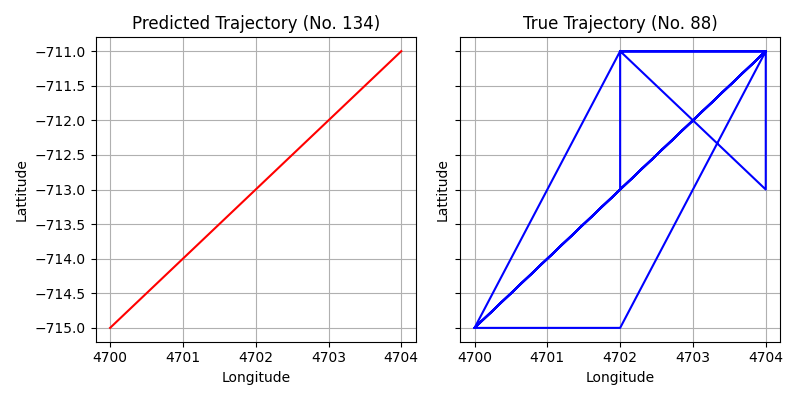 Predicted Trajectory (No. 134)
True Trajectory (No. 88)
−711.0
−711.5
−712.0
−712.5
−713.0
−713.5
−714.0
−714.5
−715.0
Lattitude
Lattitude
4700 4701 4702 4703 4704
4700 4701 4702 4703 4704
Longitude
Longitude